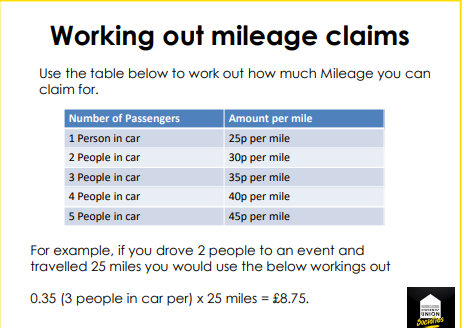 Working out mileage claims
Use the table below to work out how much Mileage you can
claim for.
Number of Passengers Amount per mile
1 Person in car 25p per mile
2 People in car 30p per mile
3 People in car 35p per mile
4 People in car 40p per mile
5 People in car 45p per mile
For example, if you drove 2 people to an event and
travelled 25 miles you would use the below workings out
0.35 (3 people in car per) x 25 miles = £8.75.
UNION
Societies